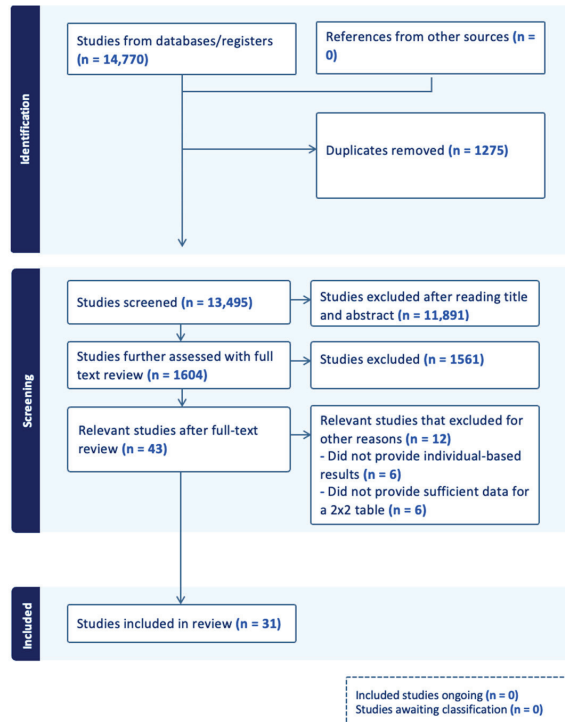 Identification
Studies from databases/registers
(n = 14,770)
References from other sources (n =
0)
Duplicates removed (n = 1275)
Screening
Studies screened (n = 13,495)
Studies excluded after reading title
and abstract (n = 11,891)
Studies further assessed with full
text review (n = 1604)
Studies excluded (n = 1561)
Relevant studies after full-text
review (n = 43)
Relevant studies that excluded for
other reasons (n = 12)
- Did not provide individual-based
results (n = 6)
- Did not provide sufficient data for
a 2x2 table (n = 6)
Included
Studies included in review (n = 31)
Included studies ongoing (n = 0)
Studies awaiting classification (n = 0)